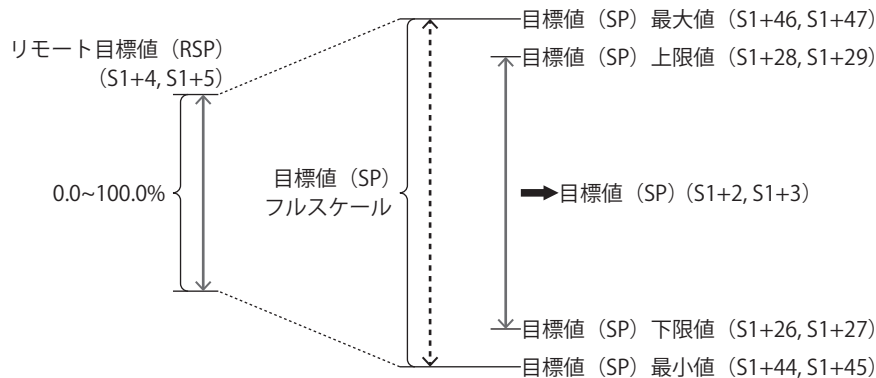 目標値（SP）最大値（S1+46, S1+47）
リモート目標値（RSP）
（S1+4, S1+5）
目標値（SP）上限値（S1+28, S1+29）
0.0~100.0%
目標値（SP）
フルスケール
目標値（SP）（S1+2, S1+3）
目標値（SP）下限値（S1+26, S1+27）
目標値（SP）最小値（S1+44, S1+45）